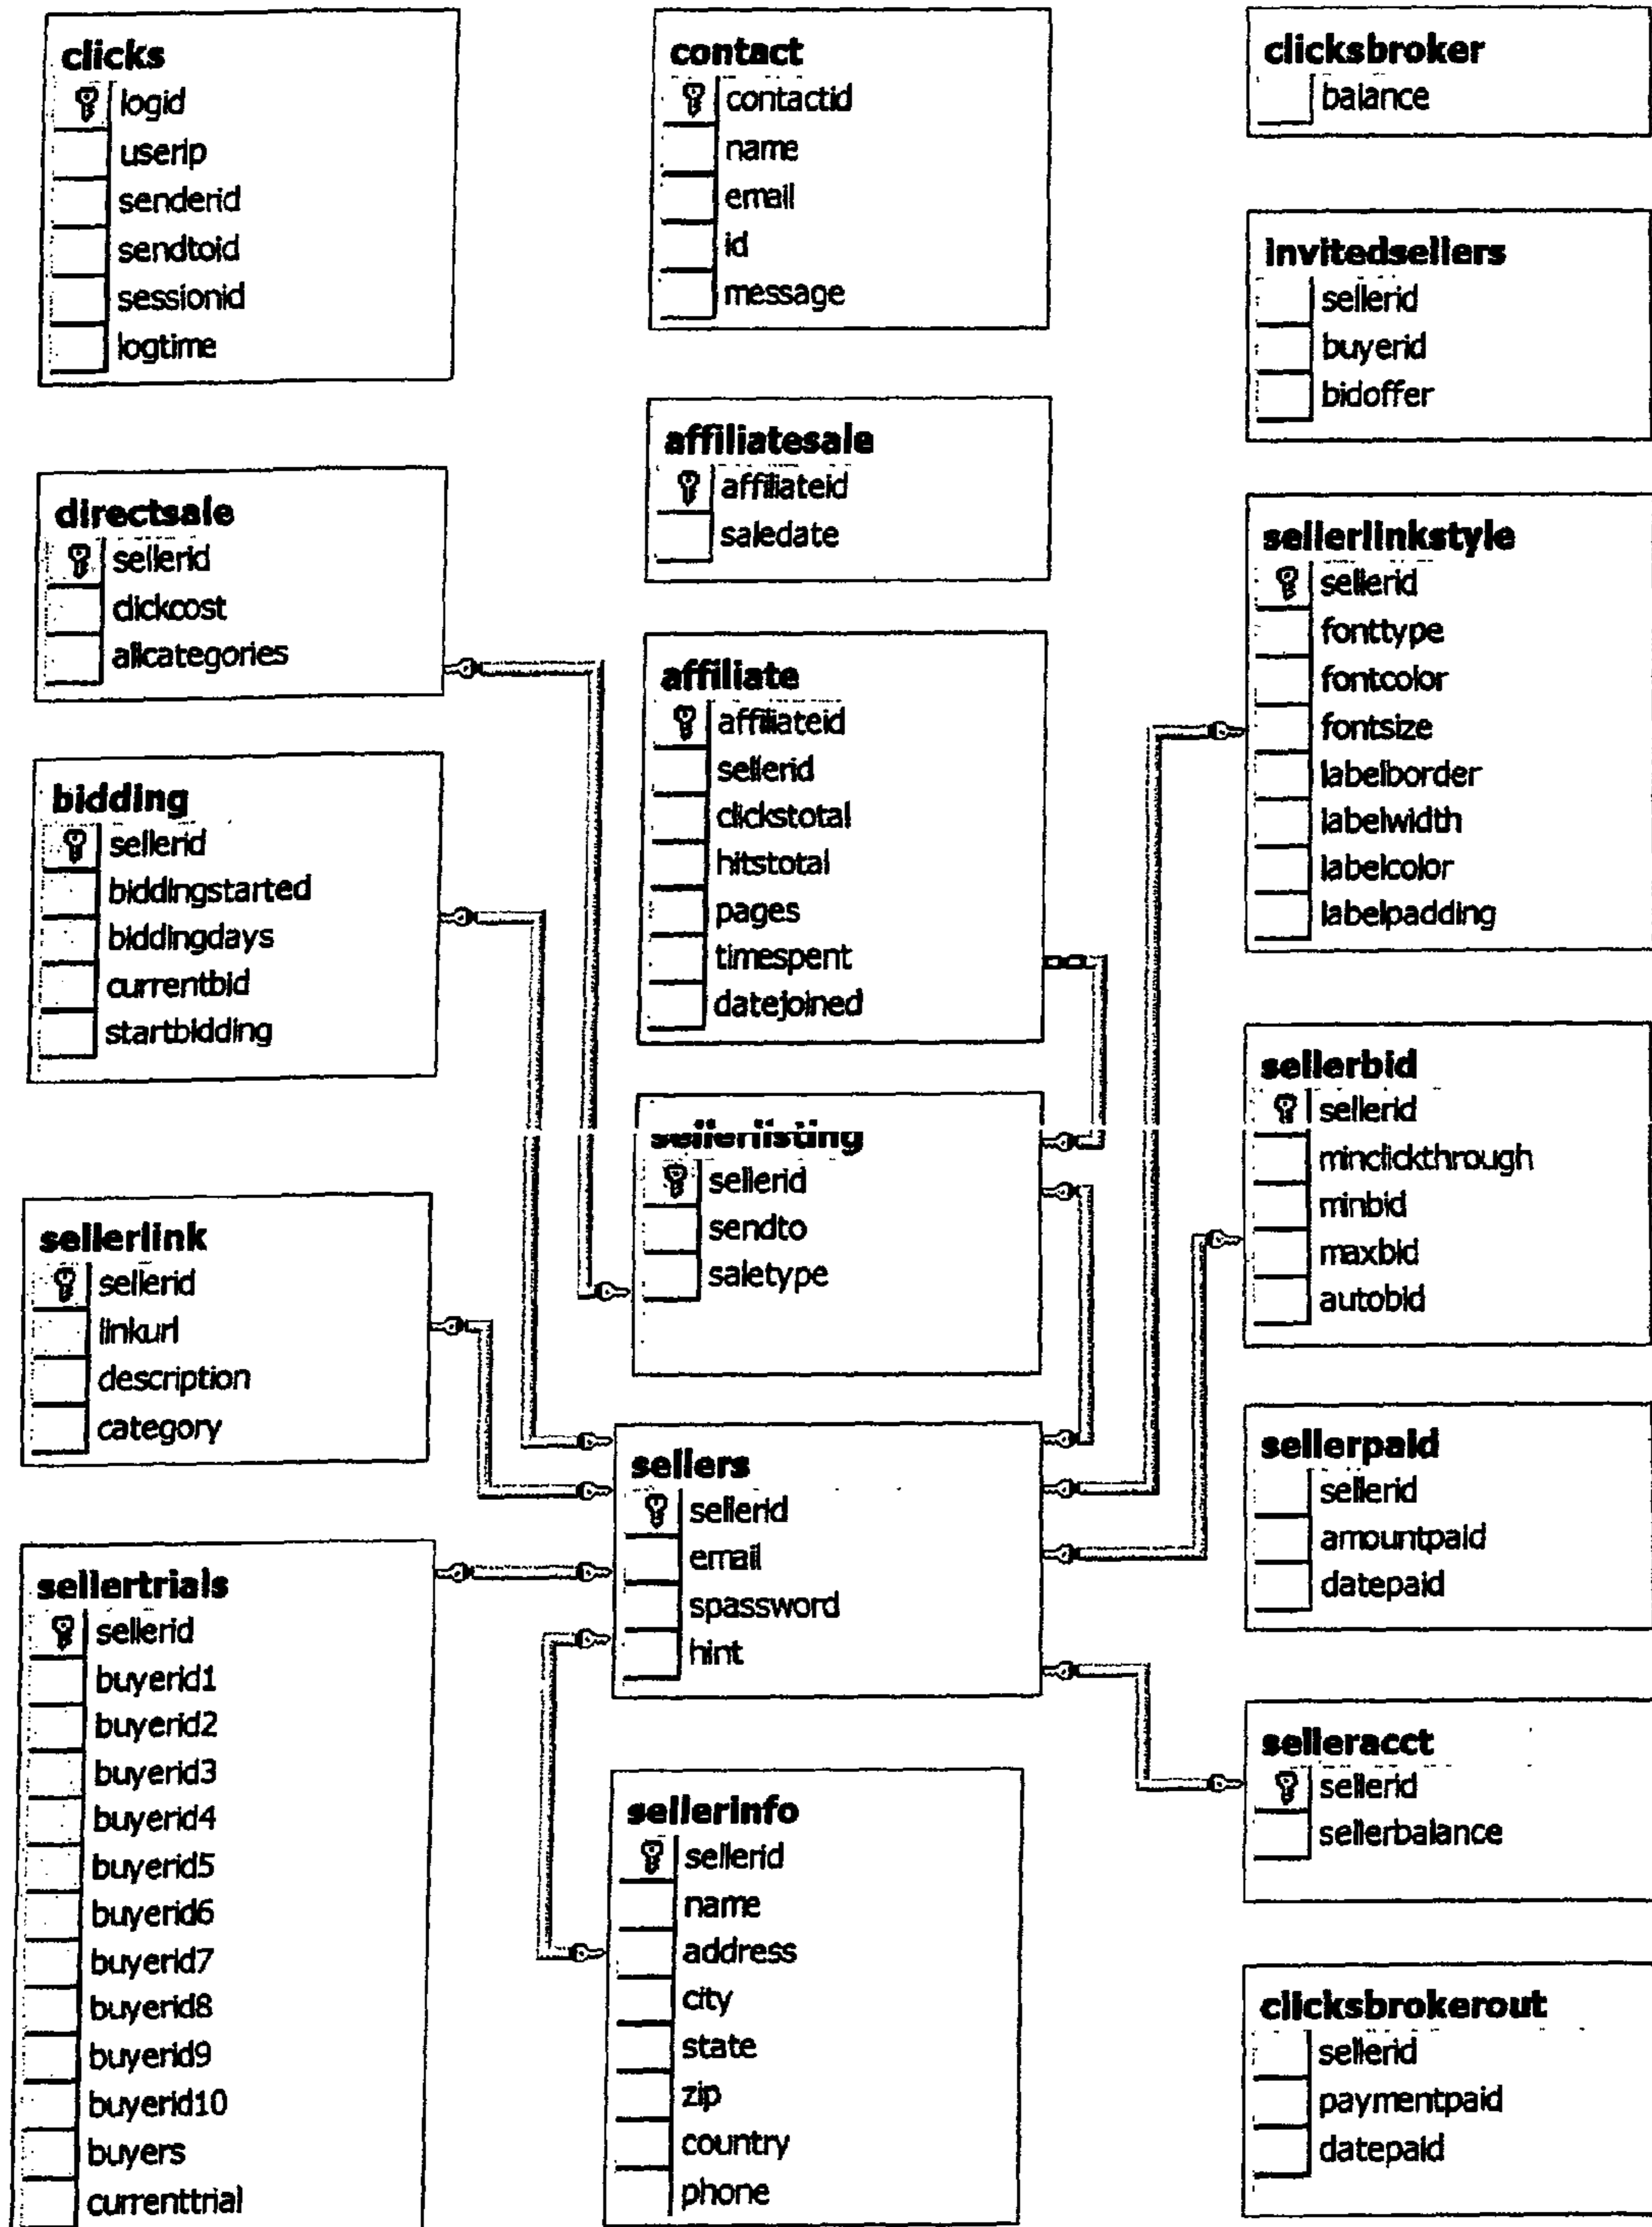 clicks
logid
userip
senderid
sendtoid
sessionid
logtime
directsale
sellerid
clickcost
allcategories
bidding
sellerid
biddingstarted
biddingdays
currentbid
startbidding
sellerlink
sellerid
linkurl
description
category
sellertrials
sellerid
buyerid1
buyerid2
buyerid3
buyerid4
buyerid5
buyerid6
buyerid7
buyerid8
buyerid9
buyerid10
buyers
currenttrial
contact
contactid
name
email
id
message
affiliatesale
affiliateid
saledate
affiliate
affiliateid
sellerid
clickstotal
hitstotal
pages
timespent
datejoined
sellerlisting
sellerid
sendto
saletype
sellers
sellerid
email
spassword
hint
sellerinfo
sellerid
name
address
city
state
zip
country
phone
clicksbroker
balance
invitedsellers
sellerid
buyerid
bidoffer
sellerlinkstyle
sellerid
fonttype
fontcolor
fontsize
labelborder
labelwidth
labelcolor
labelpadding
sellerbid
sellerid
minclickthrough
minbid
maxbid
autobid
sellerpaid
sellerid
amountpaid
datepaid
selleracct
sellerid
sellerbalance
clicksbrokerout
sellerid
paymentpaid
datepaid